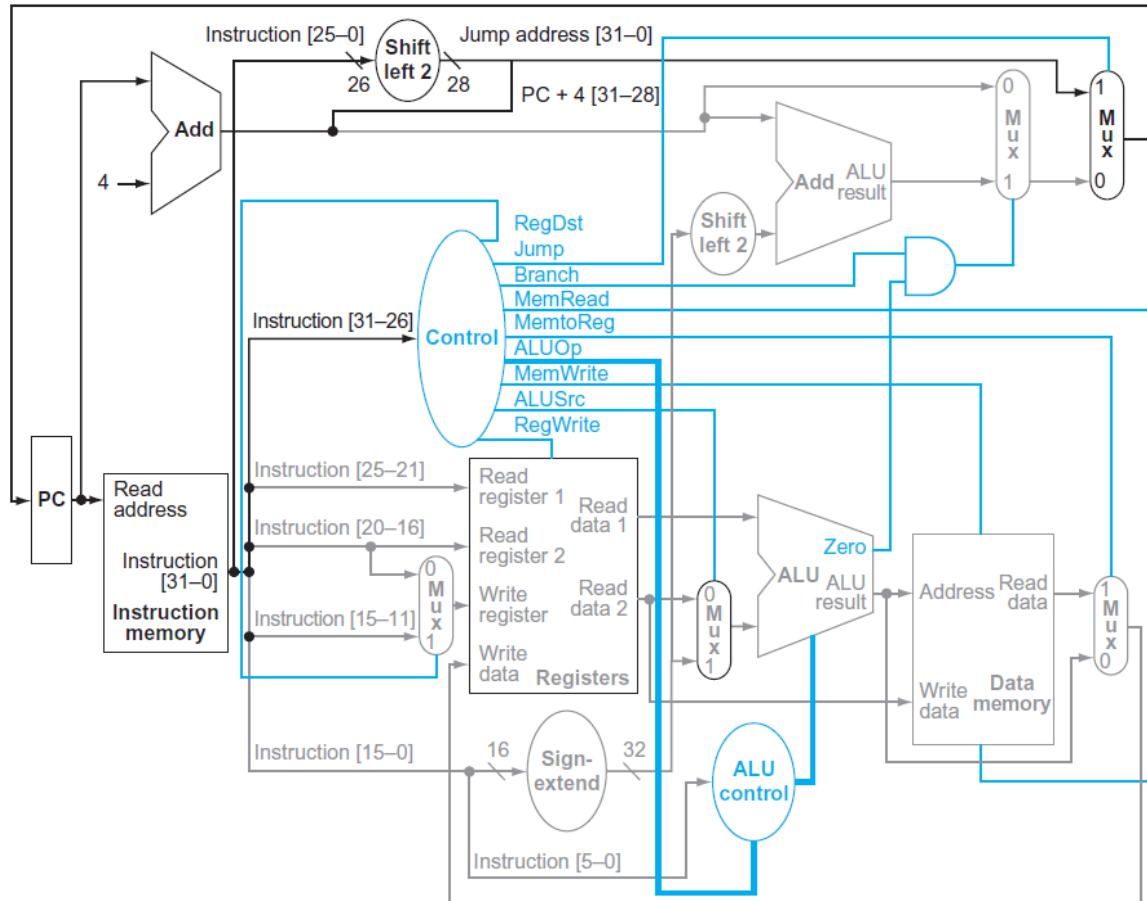 Instruction [25–0]
Shift
left 2
Jump address [31–0]
26
28
PC + 4 [31–28]
Add
4
0
M
u
x
1
1
M
u
x
0
Add
ALU
result
Shift
left 2
RegDst
Jump
Branch
MemRead
MemtoReg
ALUOp
MemWrite
ALUSrc
RegWrite
Instruction [31–26]
Control
PC
Read
address
Instruction
[31–0]
Instruction
memory
Instruction [25–21]
Instruction [20–16]
Instruction [15–11]
0
M
u
x
1
Read
register 1
Read
data 1
Read
register 2
Write
register
Read
data 2
Write
data
Registers
0
M
u
x
1
Zero
ALU
ALU
result
Address
Read
data
Write
data
Data
memory
1
M
u
x
0
Instruction [15–0]
16
Sign-
extend
32
ALU
control
Instruction [5–0]